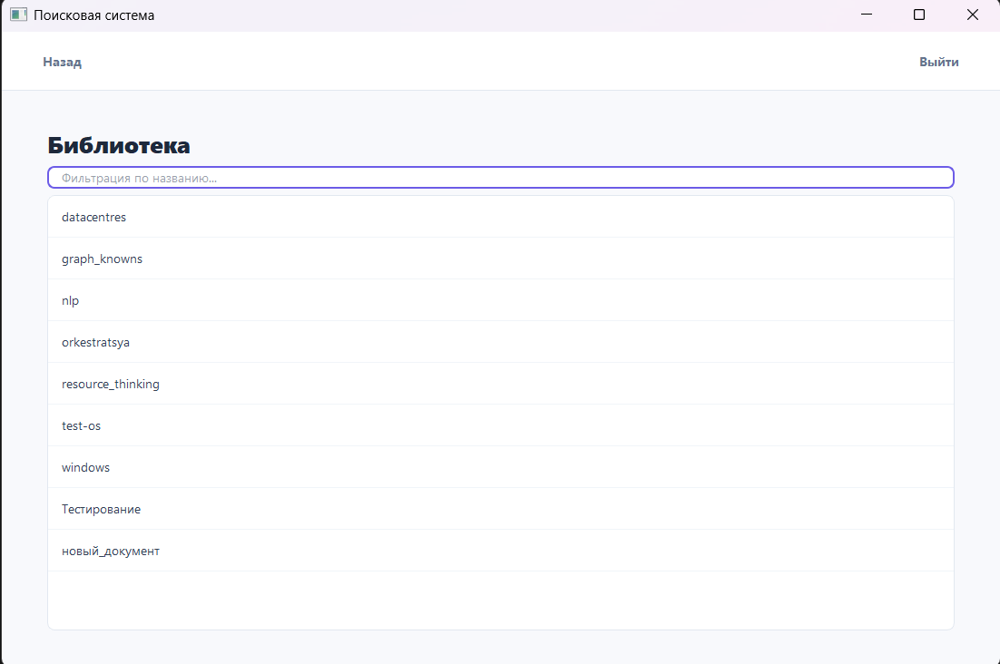 Поисковая система
Назад
Выйти
Библиотека
Фильтрация по названию...
datacentres
graph_knowns
nlp
orkestratsya
resource_thinking
test-os
windows
Тестирование
новый_документ